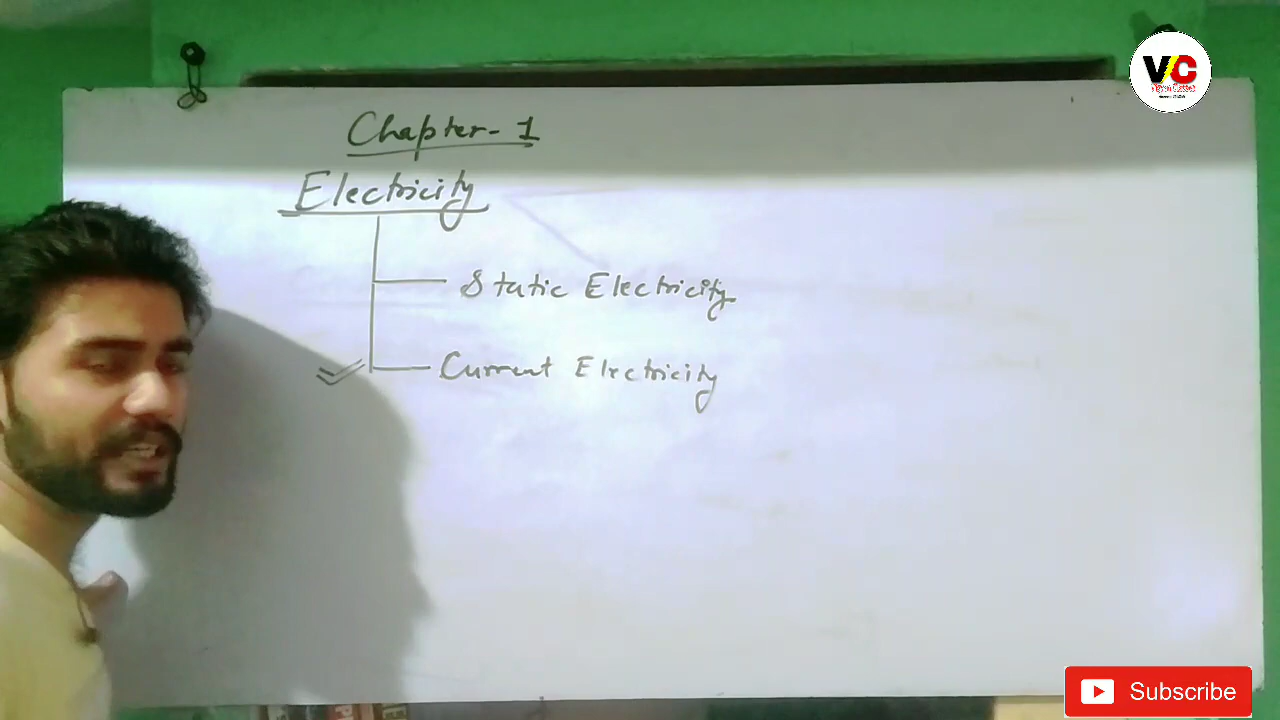 Chapter-1
Electricity
Static Electricity
Current Electricity
VC
Subscribe